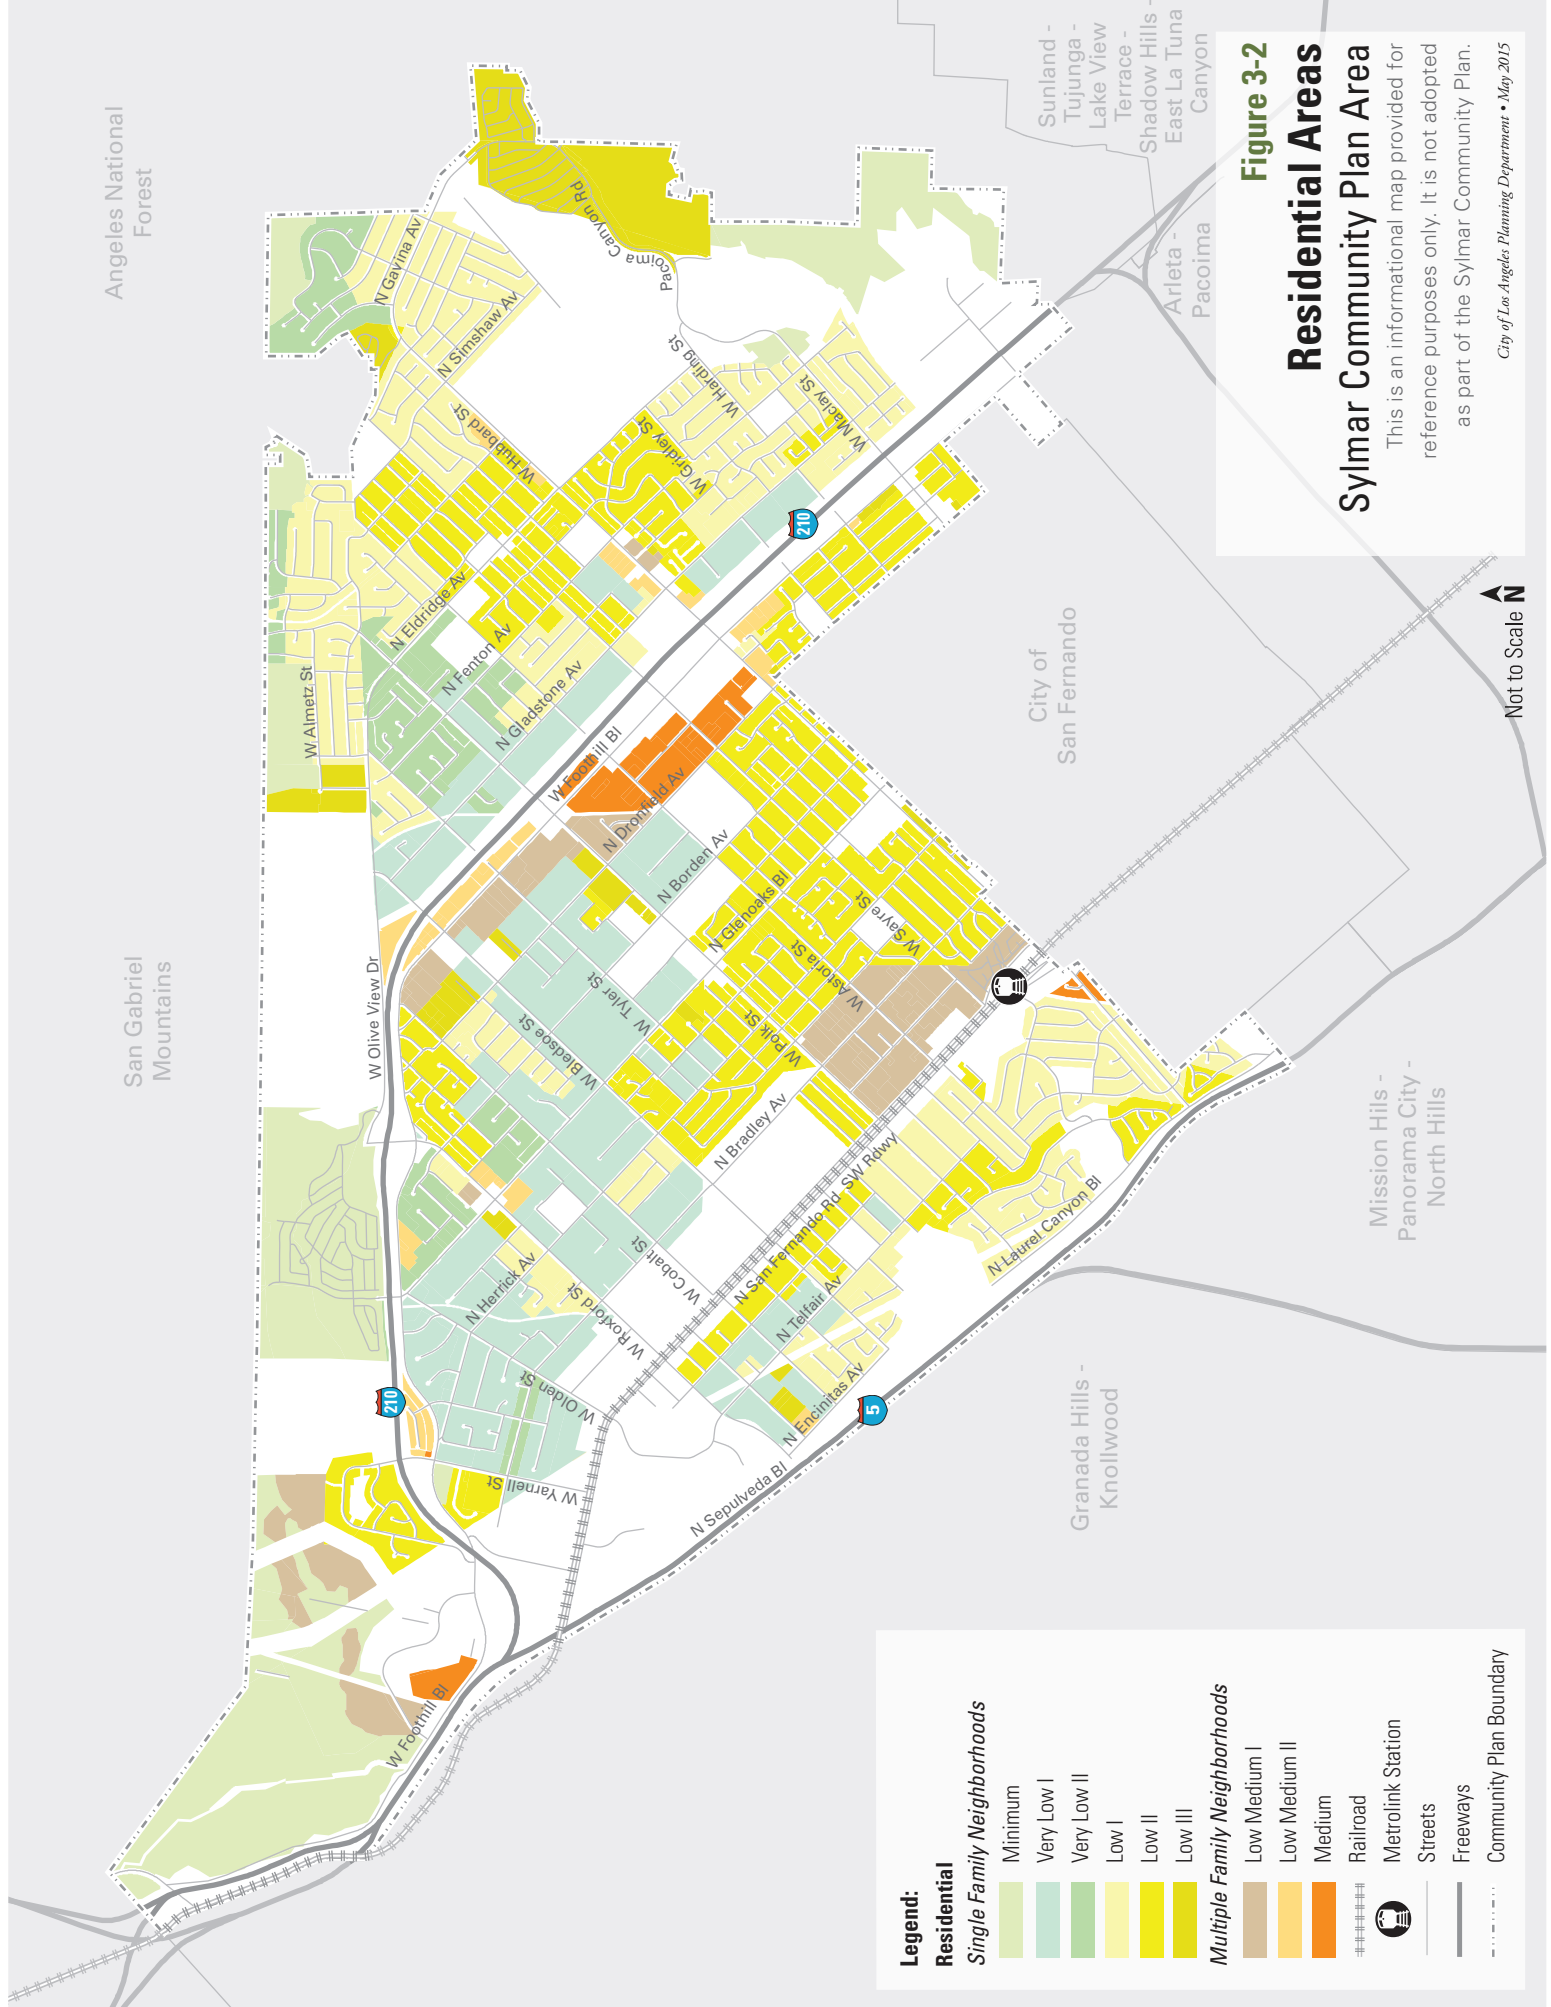 Figure 3-2
Residential Areas
Sylmar Community Plan Area
This is an informational map provided for
reference purposes only. It is not adopted
as part of the Sylmar Community Plan.
City of Los Angeles Planning Department • May 2015
Angeles National
Forest
San Gabriel
Mountains
Sunland -
Tujunga -
Lake View
Terrace -
Shadow Hills -
East La Tuna
Canyon
Arleta -
Pacoima
City of
San Fernando
Mission Hils -
Panorama City -
North Hills
Granada Hills -
Knollwood
N Gavina Av
N Simshaw Av
Pacoima Canyon Rd
W Harding St
W Maclay St
W Hubbard St
W Gridley St
N Eldridge Av
N Fenton Av
N Gladstone Av
W Almetz St
W Foothill Bl
N Dronfield Av
N Borden Av
N Glenoaks Bl
W Sayre St
W Astoria St
W Polk St
W Tyler St
W Bledsoe St
N Bradley Av
W Olive View Dr
W Cobalt St
W Roxford St
N Herrick Av
W Olden St
W Yarnell St
N San Fernando Rd
SW Rdwy
N Telfair Av
N Encinitas Av
N Laurel Canyon Bl
N Sepulveda Bl
W Foothill Bl
210
210
5
Not to Scale
N
Legend:
Residential
Single Family Neighborhoods
Minimum
Very Low I
Very Low II
Low I
Low II
Low III
Multiple Family Neighborhoods
Low Medium I
Low Medium II
Medium
Railroad
Metrolink Station
Streets
Freeways
Community Plan Boundary